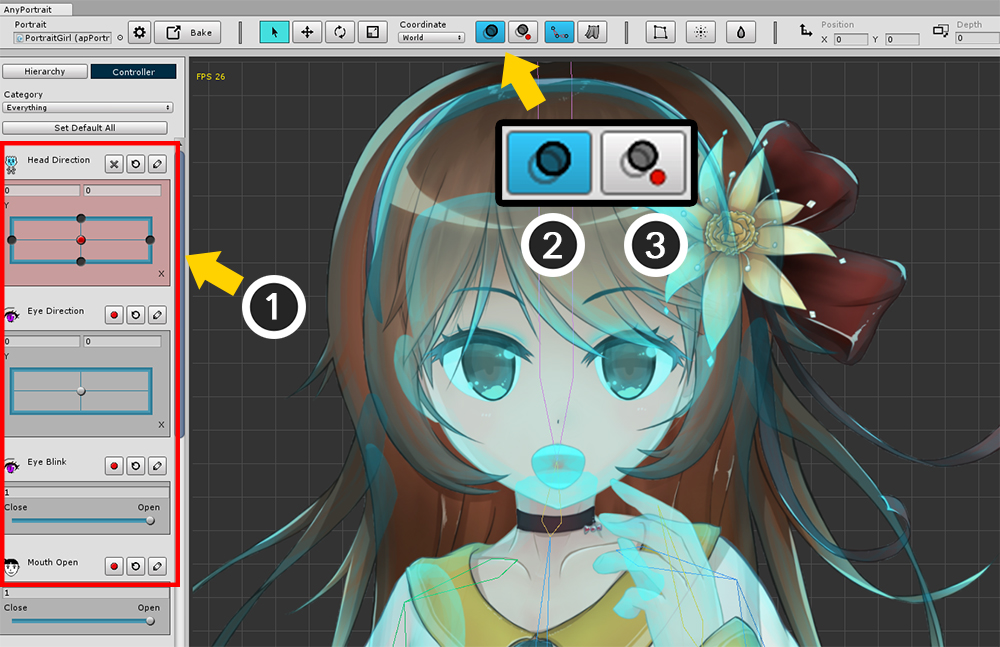 AnyPortrait
Portrait
PortraitGirl (apPortr
Bake
Coordinate
World
Position
X 0 Y 0
Depth
0
Hierarchy
Controller
Category
Everything
Set Default All
FPS 26
Head Direction
0 0
Y
X
Eye Direction
0 0
Y
X
Eye Blink
1
Close Open
Mouth Open
1
Close Open
1
2
3